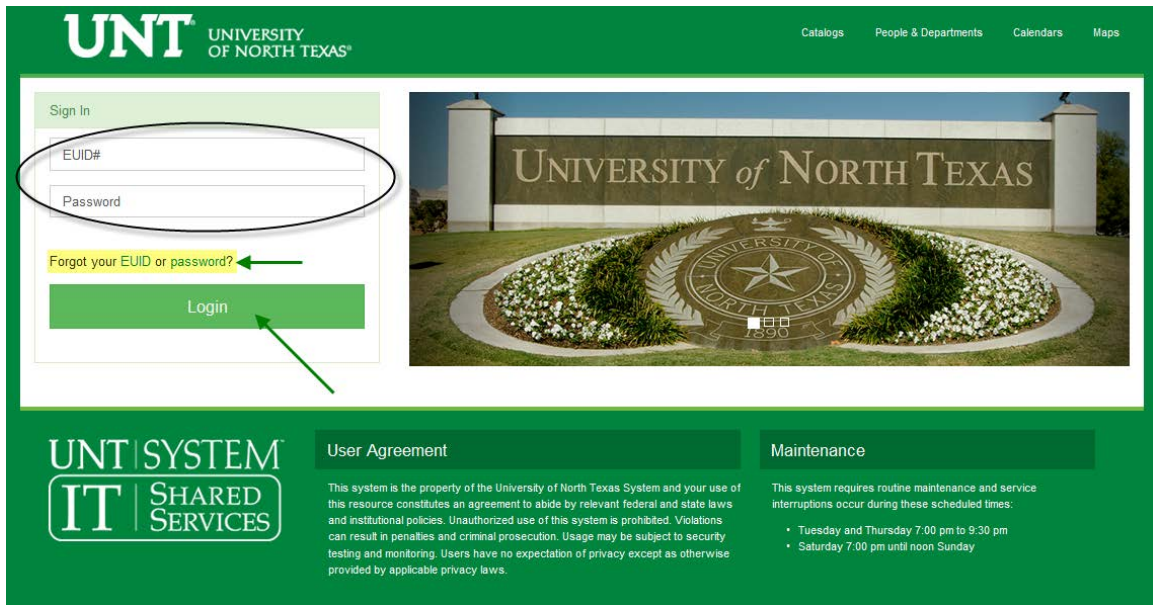 UNT UNIVERSITY
OF NORTH TEXAS®
Catalogs People & Departments Calendars Maps
Sign In
EUID#
Password
Forgot your EUID or password?
Login
UNIVERSITY of NORTH TEXAS
UNIVERSITY OF
NORTH TEXAS
1890
UNT | SYSTEM™
IT | SHARED
SERVICES
User Agreement
This system is the property of the University of North Texas System and your use of
this resource constitutes an agreement to abide by relevant federal and state laws
and institutional policies. Unauthorized use of this system is prohibited. Violations
can result in penalties and criminal prosecution. Usage may be subject to security
testing and monitoring. Users have no expectation of privacy except as otherwise
provided by applicable privacy laws.
Maintenance
This system requires routine maintenance and service
interruptions occur during these scheduled times:
• Tuesday and Thursday 7:00 pm to 9:30 pm
• Saturday 7:00 pm until noon Sunday